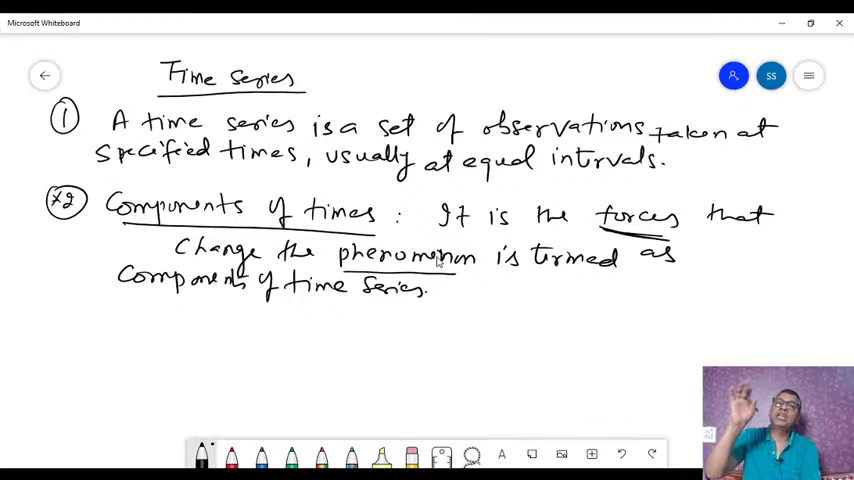 Microsoft Whiteboard
Time series
SS
1 A time series is a set of observations taken at
specified times, usually at equal intervals.
*2 Components of times : It is the forces that
change the phenomenon is termed as
Components of time series.
A